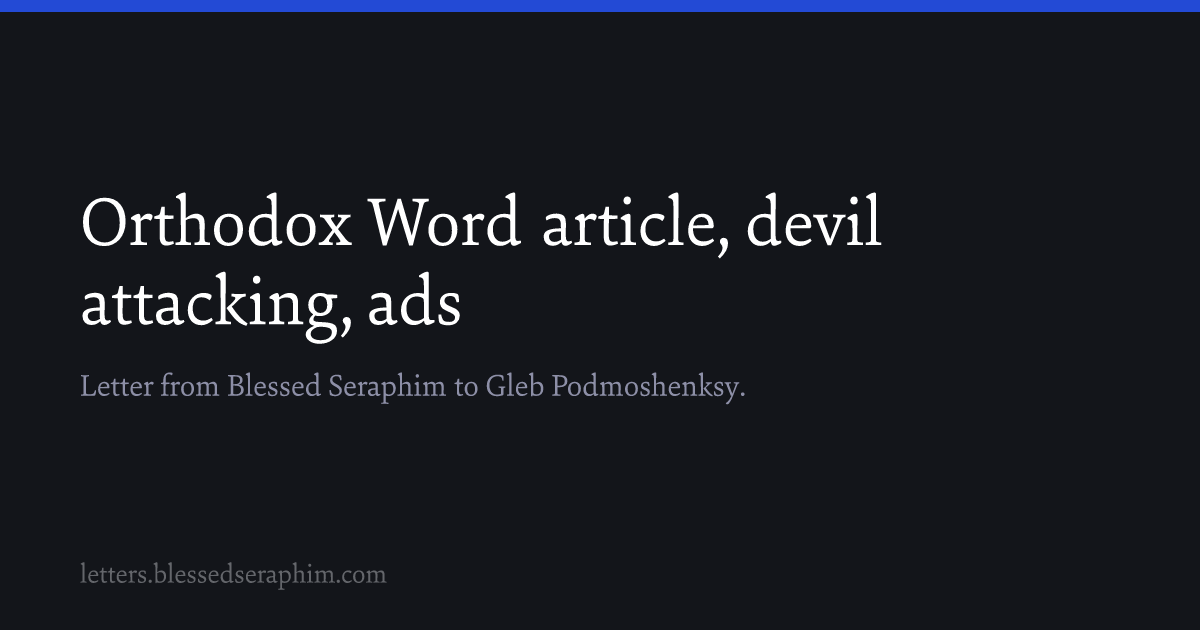 Orthodox Word article, devil
attacking, ads
Letter from Blessed Seraphim to Gleb Podmoshenksy.
letters.blessedseraphim.com